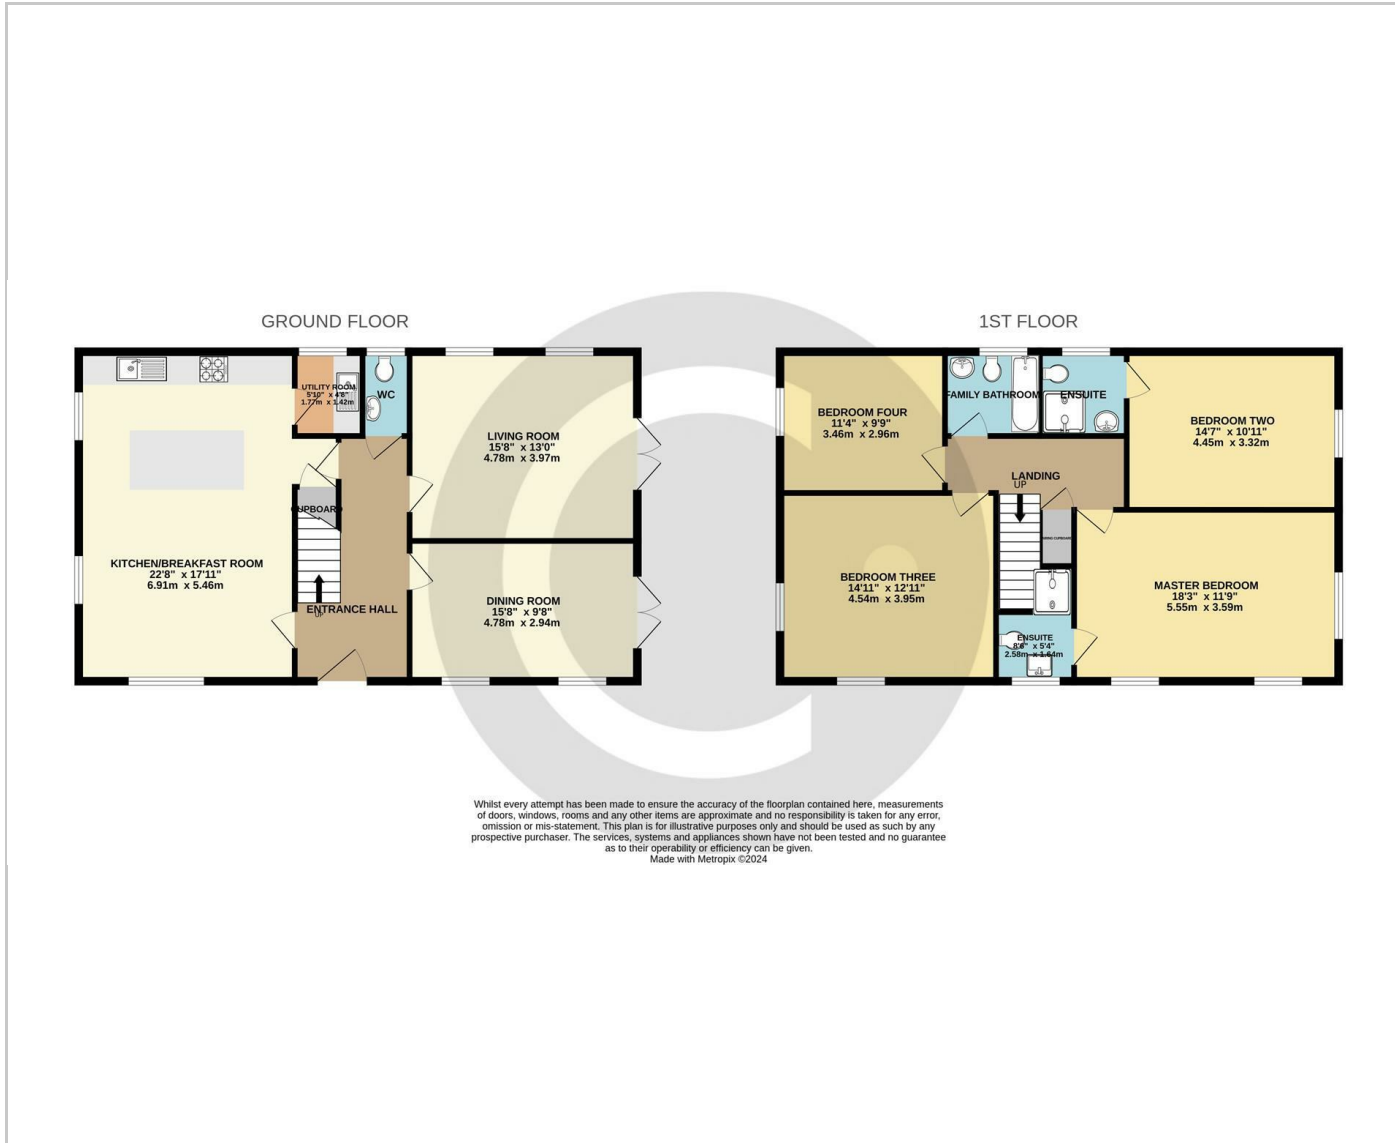 GROUND FLOOR
UTILITY ROOM
5'10" x 4'8"
1.77m x 1.42m
WC
LIVING ROOM
15'8" x 13'0"
4.78m x 3.97m
CUPBOARD
KITCHEN/BREAKFAST ROOM
22'8" x 17'11"
6.91m x 5.46m
UP
ENTRANCE HALL
DINING ROOM
15'8" x 9'8"
4.78m x 2.94m
1ST FLOOR
BEDROOM FOUR
11'4" x 9'9"
3.46m x 2.96m
FAMILY BATHROOM
ENSUITE
BEDROOM TWO
14'7" x 10'11"
4.45m x 3.32m
LANDING
UP
BEDROOM THREE
14'11" x 12'11"
4.54m x 3.95m
MASTER BEDROOM
18'3" x 11'9"
5.55m x 3.59m
ENSUITE
8'6" x 5'4"
2.58m x 1.64m
Whilst every attempt has been made to ensure the accuracy of the floorplan contained here, measurements
of doors, windows, rooms and any other items are approximate and no responsibility is taken for any error,
omission or mis-statement. This plan is for illustrative purposes only and should be used as such by any
prospective purchaser. The services, systems and appliances shown have not been tested and no guarantee
as to their operability or efficiency can be given.
Made with Metropix ©2024